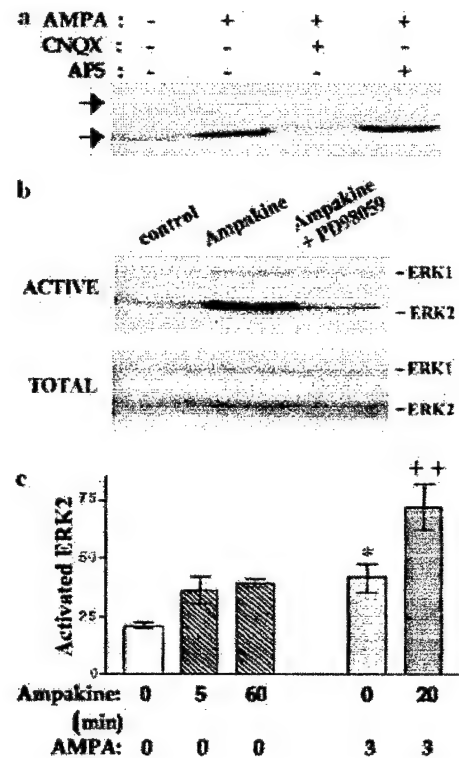 a AMPA : - + + +
CNQX : - - + -
AP5 : - - - +
b
control Ampakine Ampakine + PD98059
ACTIVE
-ERK1
-ERK2
TOTAL
-ERK1
-ERK2
c
Activated ERK2
75
50
25
0
* ++
Ampakine: 0 5 60 0 20
(min)
AMPA: 0 0 0 3 3